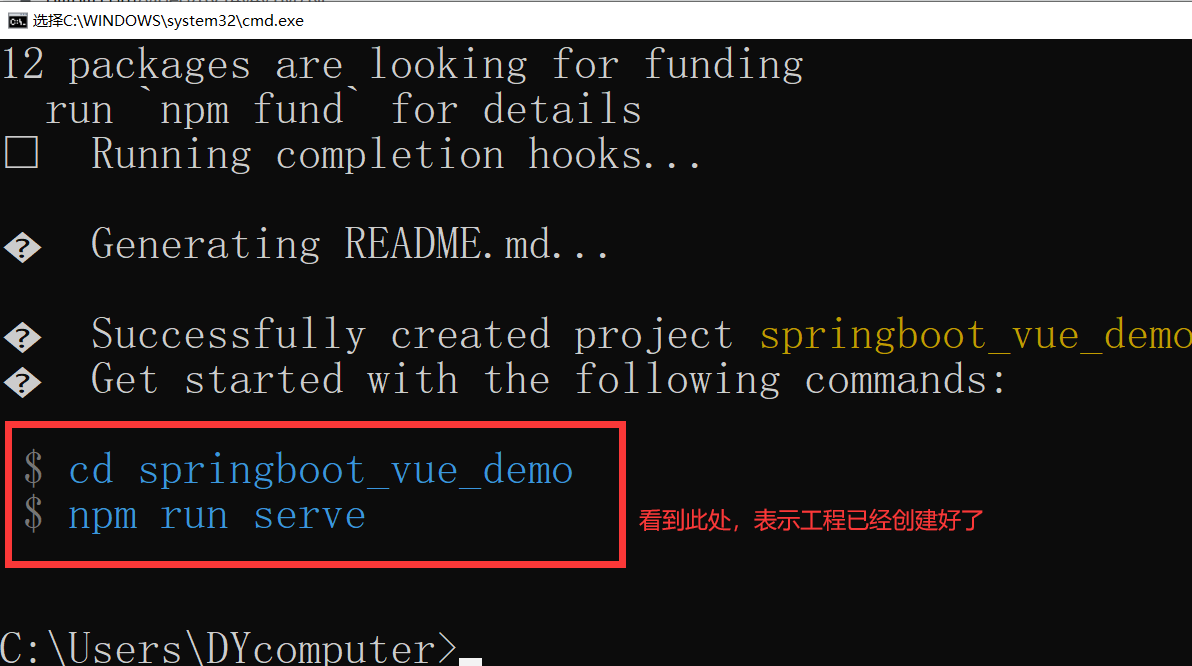 选择C:\WINDOWS\system32\cmd.exe
12 packages are looking for funding
run `npm fund` for details
Running completion hooks...
Generating README.md...
Successfully created project springboot_vue_demo
Get started with the following commands:
$ cd springboot_vue_demo
$ npm run serve
看到此处，表示工程已经创建好了
C:\Users\DYcomputer>